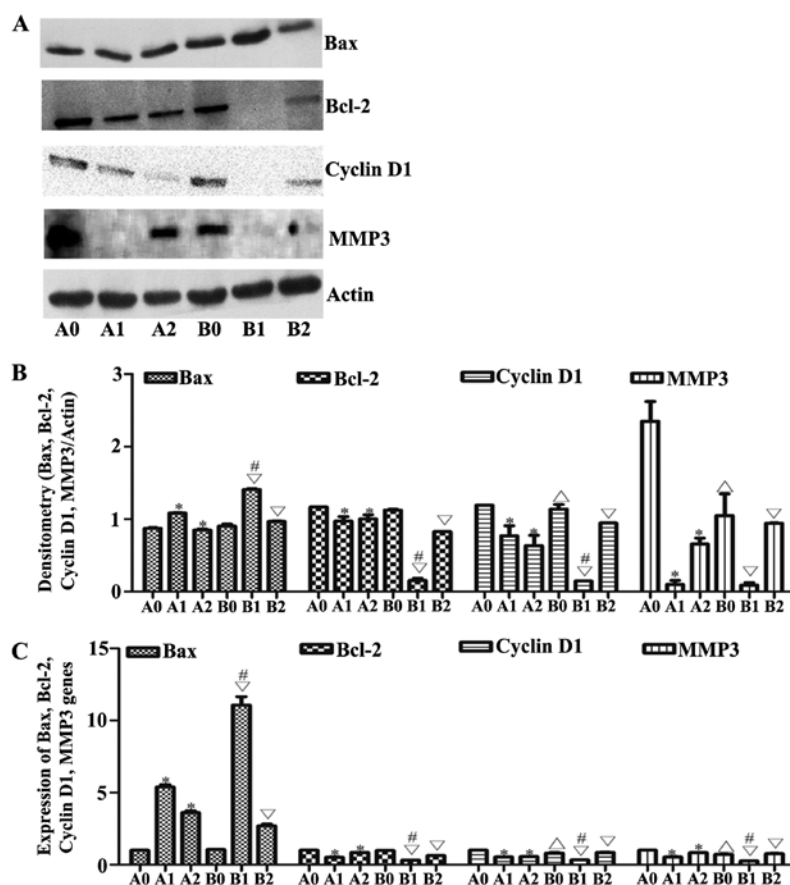 A
Bax
Bcl-2
Cyclin D1
MMP3
Actin
A0 A1 A2 B0 B1 B2
B
Densitometry (Bax, Bcl-2,
Cyclin D1, MMP3/Actin)
3
2
1
0
Bax Bcl-2 Cyclin D1 MMP3
#
* * # * * * * # * *
A0 A1 A2 B0 B1 B2 A0 A1 A2 B0 B1 B2 A0 A1 A2 B0 B1 B2 A0 A1 A2 B0 B1 B2
C
Expression of Bax, Bcl-2,
Cyclin D1, MMP3 genes
15
10
5
0
Bax Bcl-2 Cyclin D1 MMP3
#
* * * * # * * # * * #
A0 A1 A2 B0 B1 B2 A0 A1 A2 B0 B1 B2 A0 A1 A2 B0 B1 B2 A0 A1 A2 B0 B1 B2